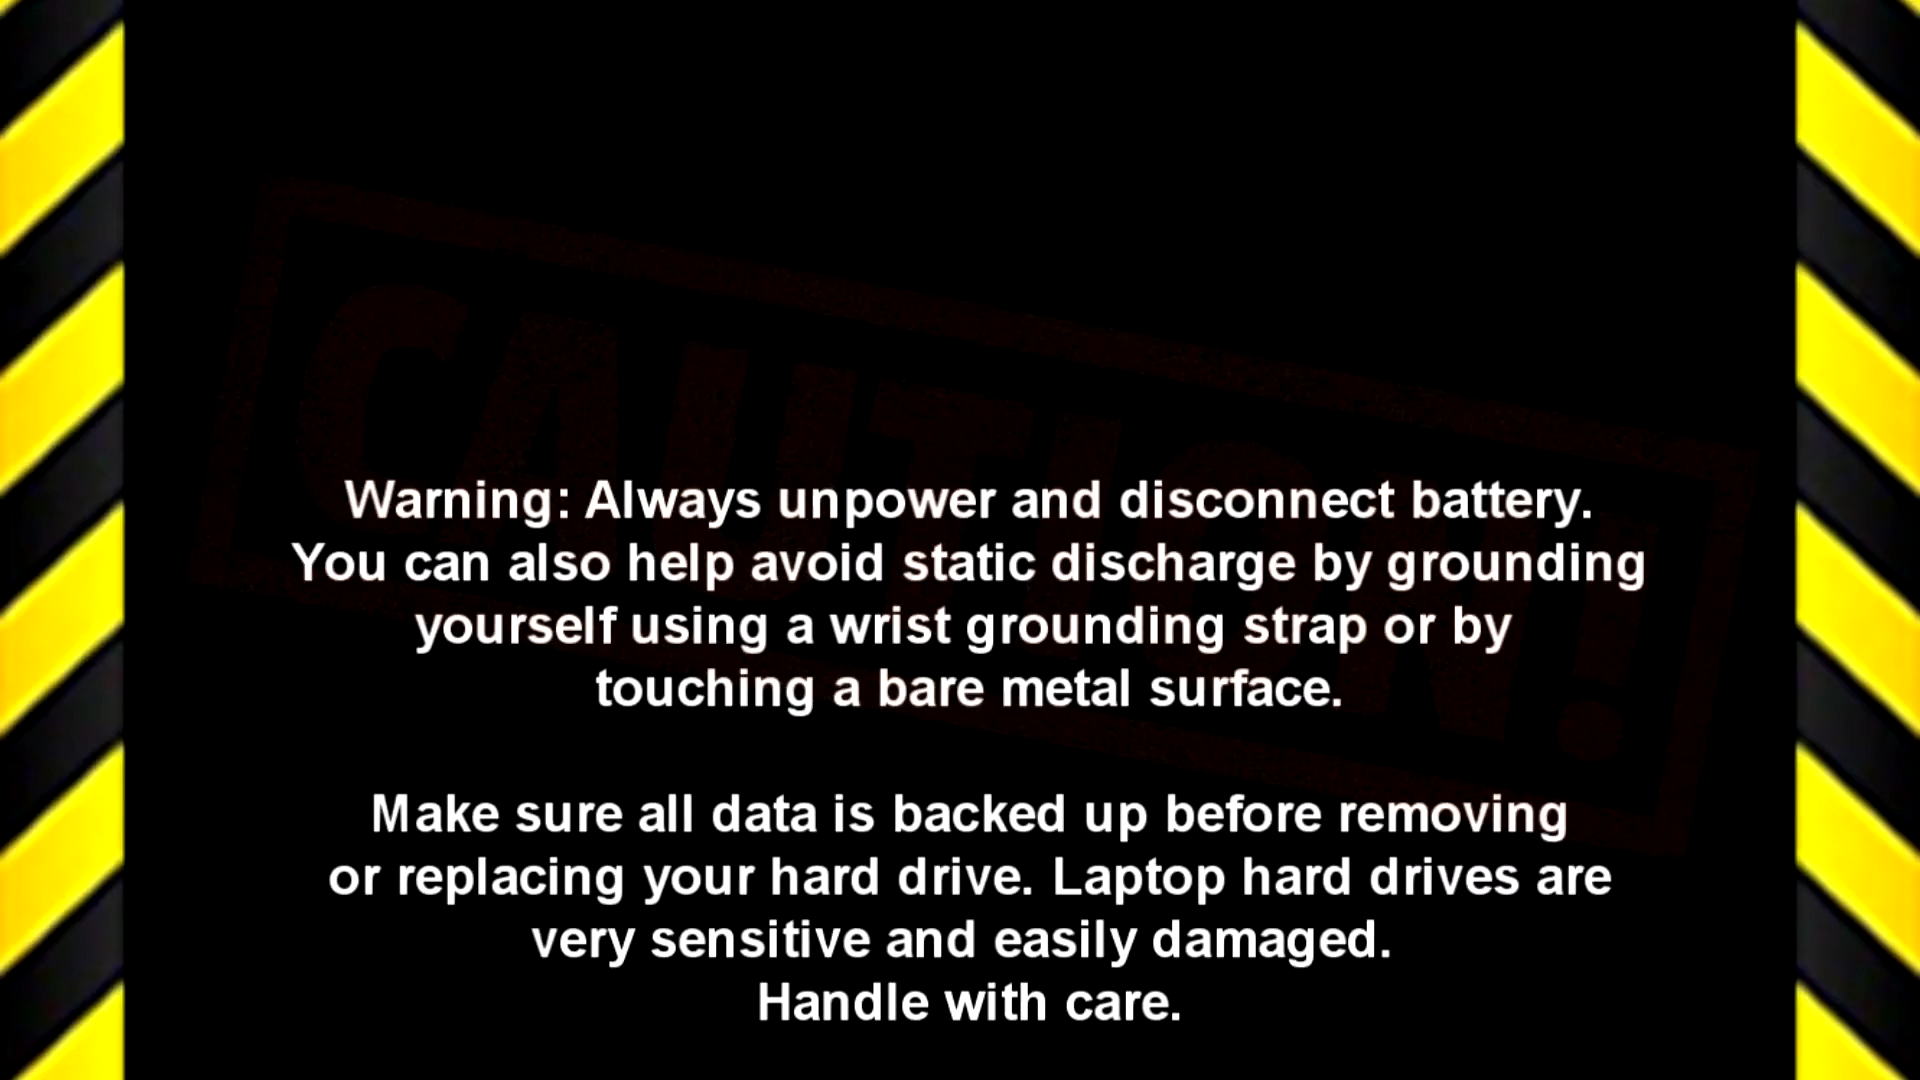 CAUTION!
Warning: Always unpower and disconnect battery.
You can also help avoid static discharge by grounding
yourself using a wrist grounding strap or by
touching a bare metal surface.
Make sure all data is backed up before removing
or replacing your hard drive. Laptop hard drives are
very sensitive and easily damaged.
Handle with care.